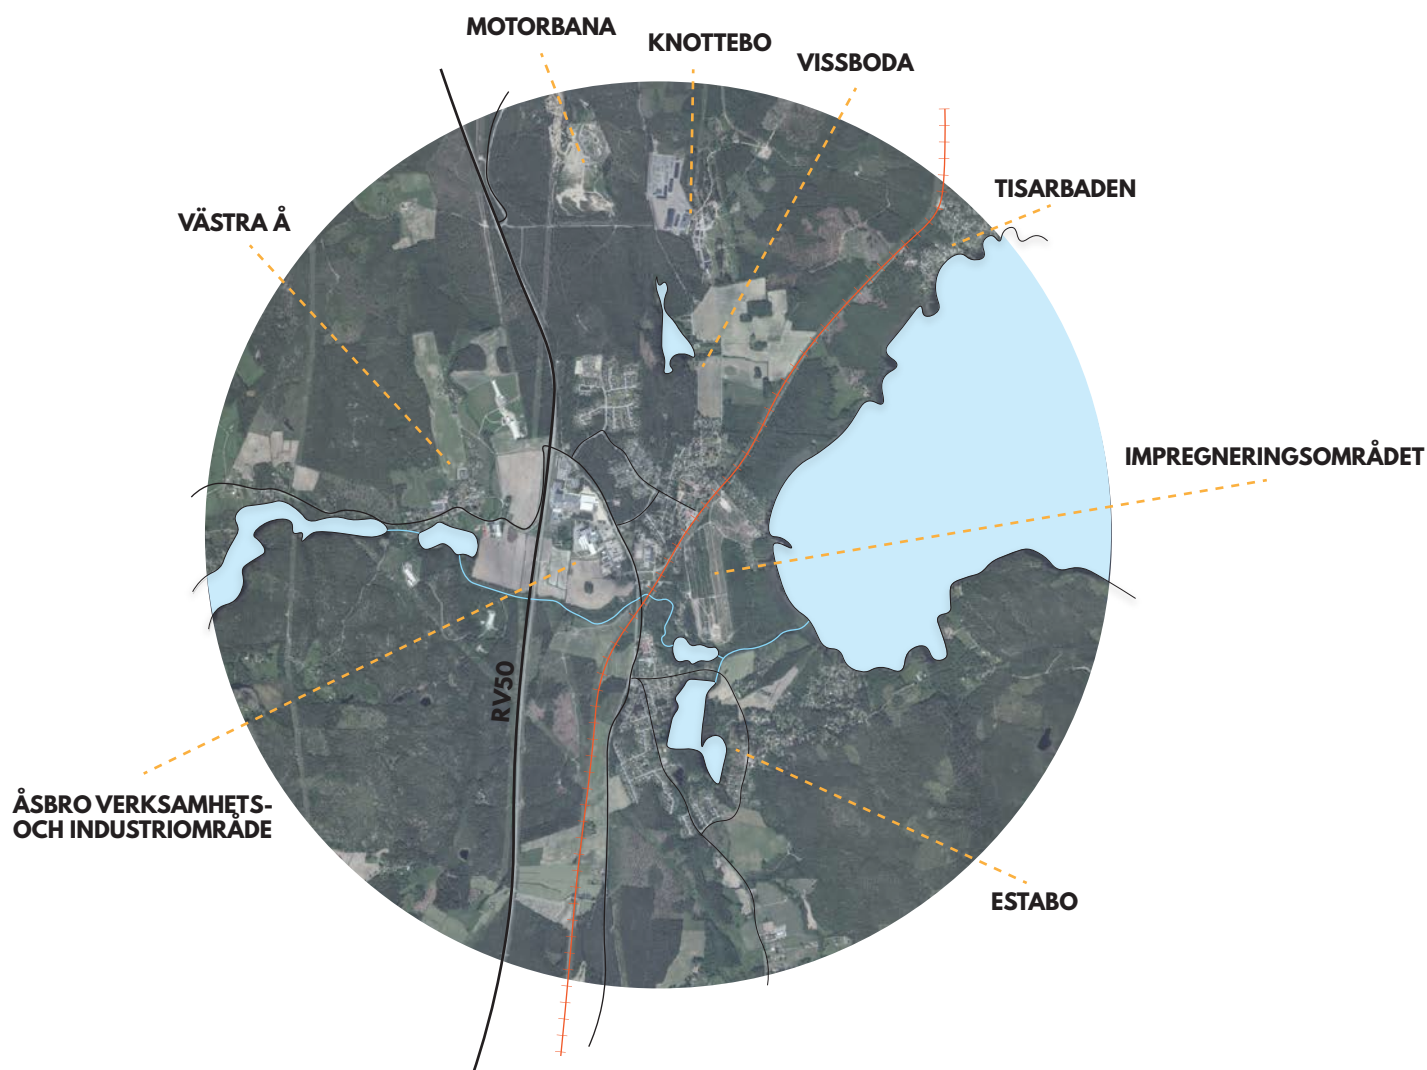 MOTORBANA
KNOTTEBO
VISSBODA
TISARBADEN
VÄSTRA Å
IMPREGNERINGSOMRÅDET
RV50
ÅSBRO VERKSAMHETS-
OCH INDUSTRIOMRÅDE
ESTABO